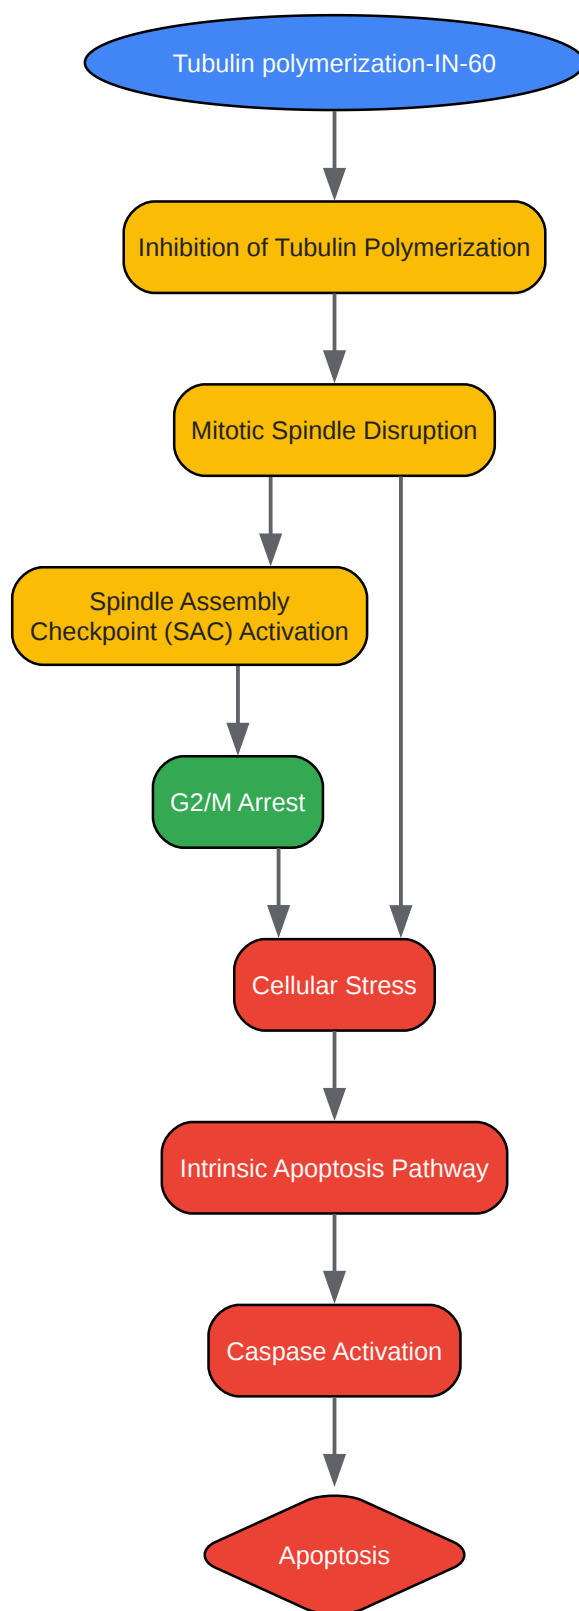 Tubulin polymerization-IN-60
Inhibition of Tubulin Polymerization
Mitotic Spindle Disruption
Spindle Assembly
Checkpoint (SAC) Activation
G2/M Arrest
Cellular Stress
Intrinsic Apoptosis Pathway
Caspase Activation
Apoptosis